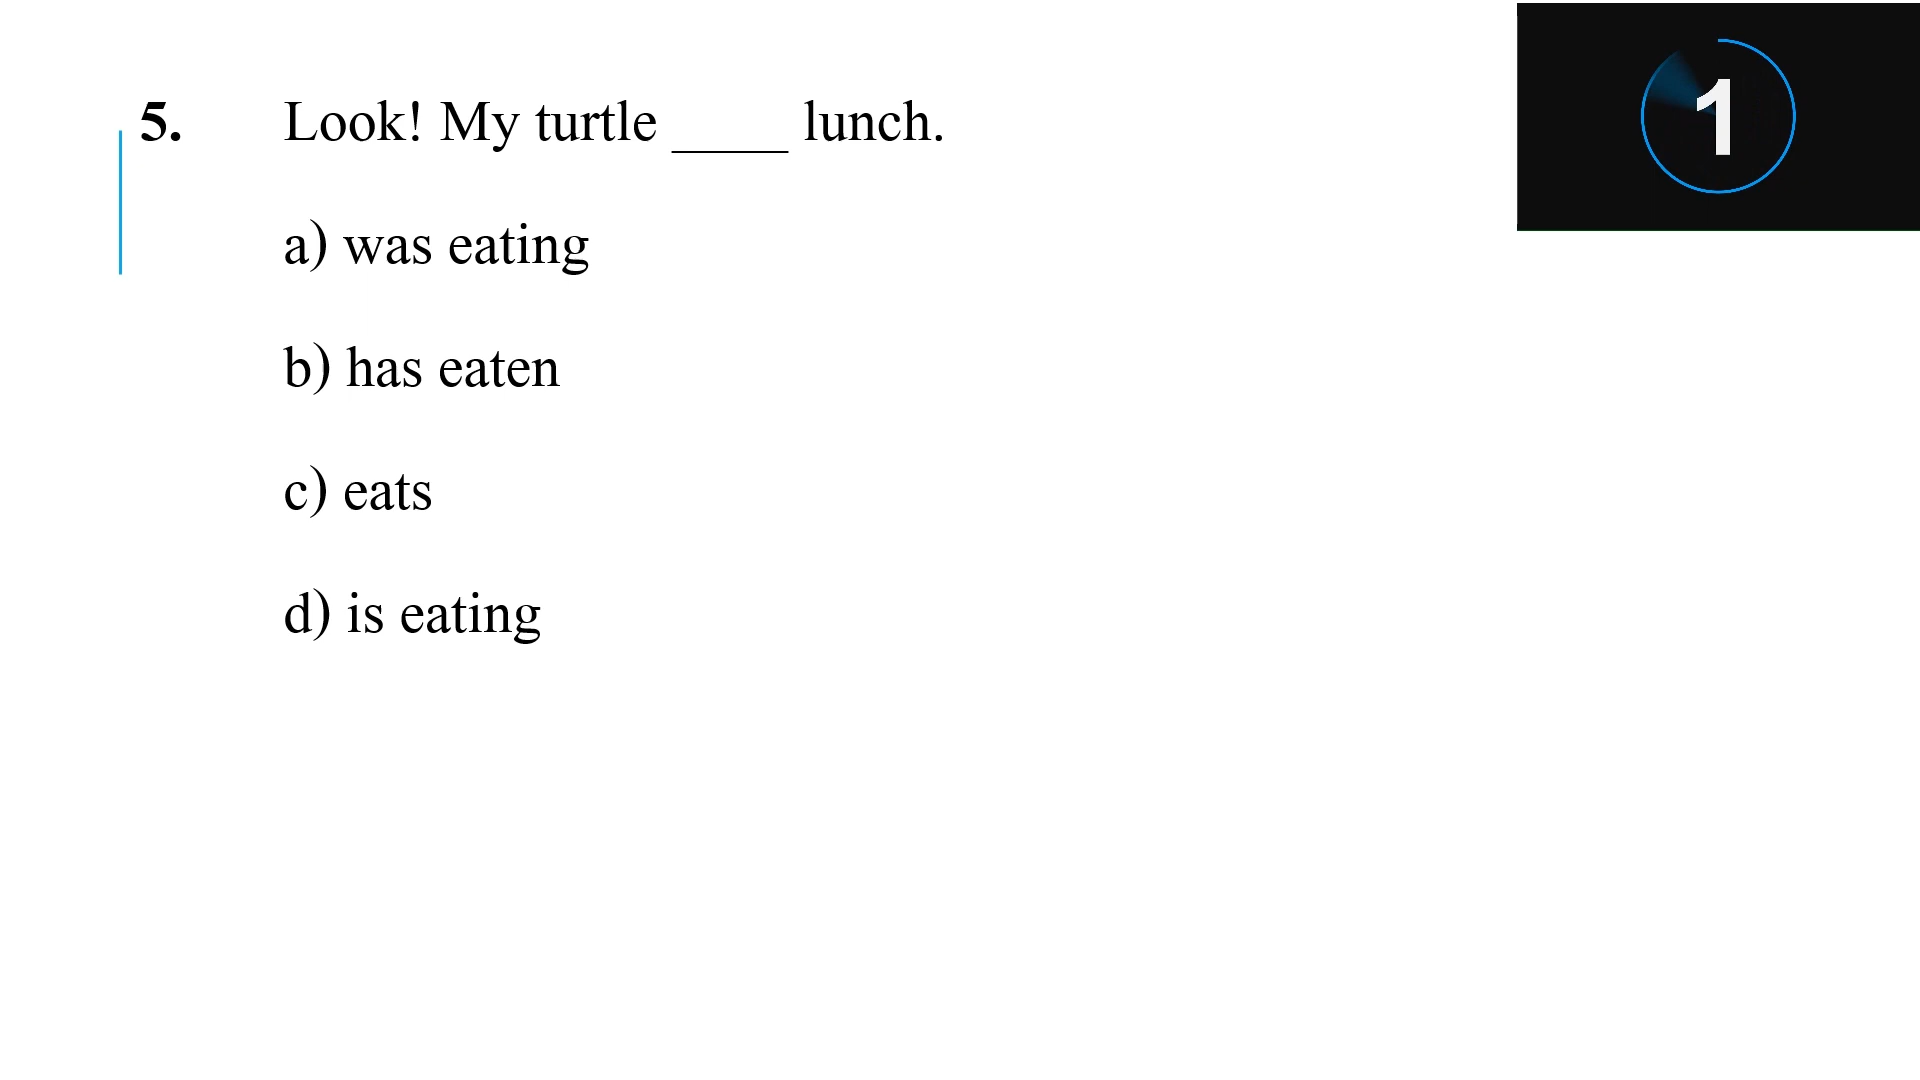 5. Look! My turtle ____ lunch.
a) was eating
b) has eaten
c) eats
d) is eating
1